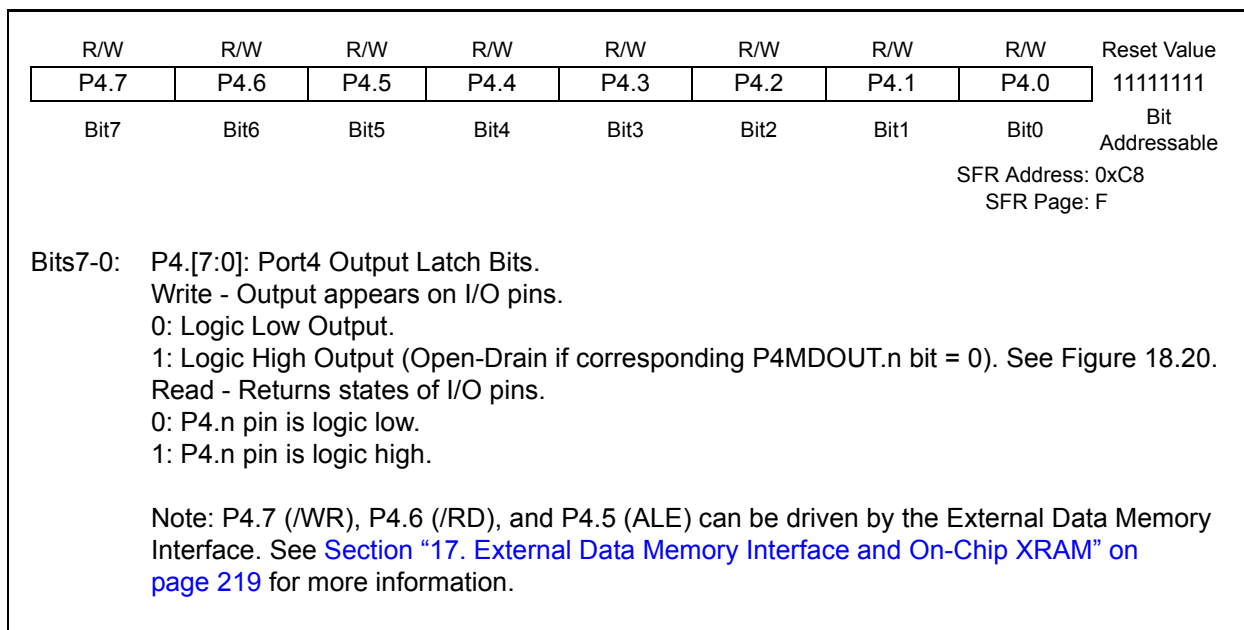 R/W R/W R/W R/W R/W R/W R/W R/W Reset Value
P4.7 P4.6 P4.5 P4.4 P4.3 P4.2 P4.1 P4.0 11111111
Bit7 Bit6 Bit5 Bit4 Bit3 Bit2 Bit1 Bit0 Bit
Addressable
SFR Address: 0xC8
SFR Page: F
Bits7-0: P4.[7:0]: Port4 Output Latch Bits.
Write - Output appears on I/O pins.
0: Logic Low Output.
1: Logic High Output (Open-Drain if corresponding P4MDOUT.n bit = 0). See Figure 18.20.
Read - Returns states of I/O pins.
0: P4.n pin is logic low.
1: P4.n pin is logic high.
Note: P4.7 (/WR), P4.6 (/RD), and P4.5 (ALE) can be driven by the External Data Memory
Interface. See Section “17. External Data Memory Interface and On-Chip XRAM” on
page 219 for more information.